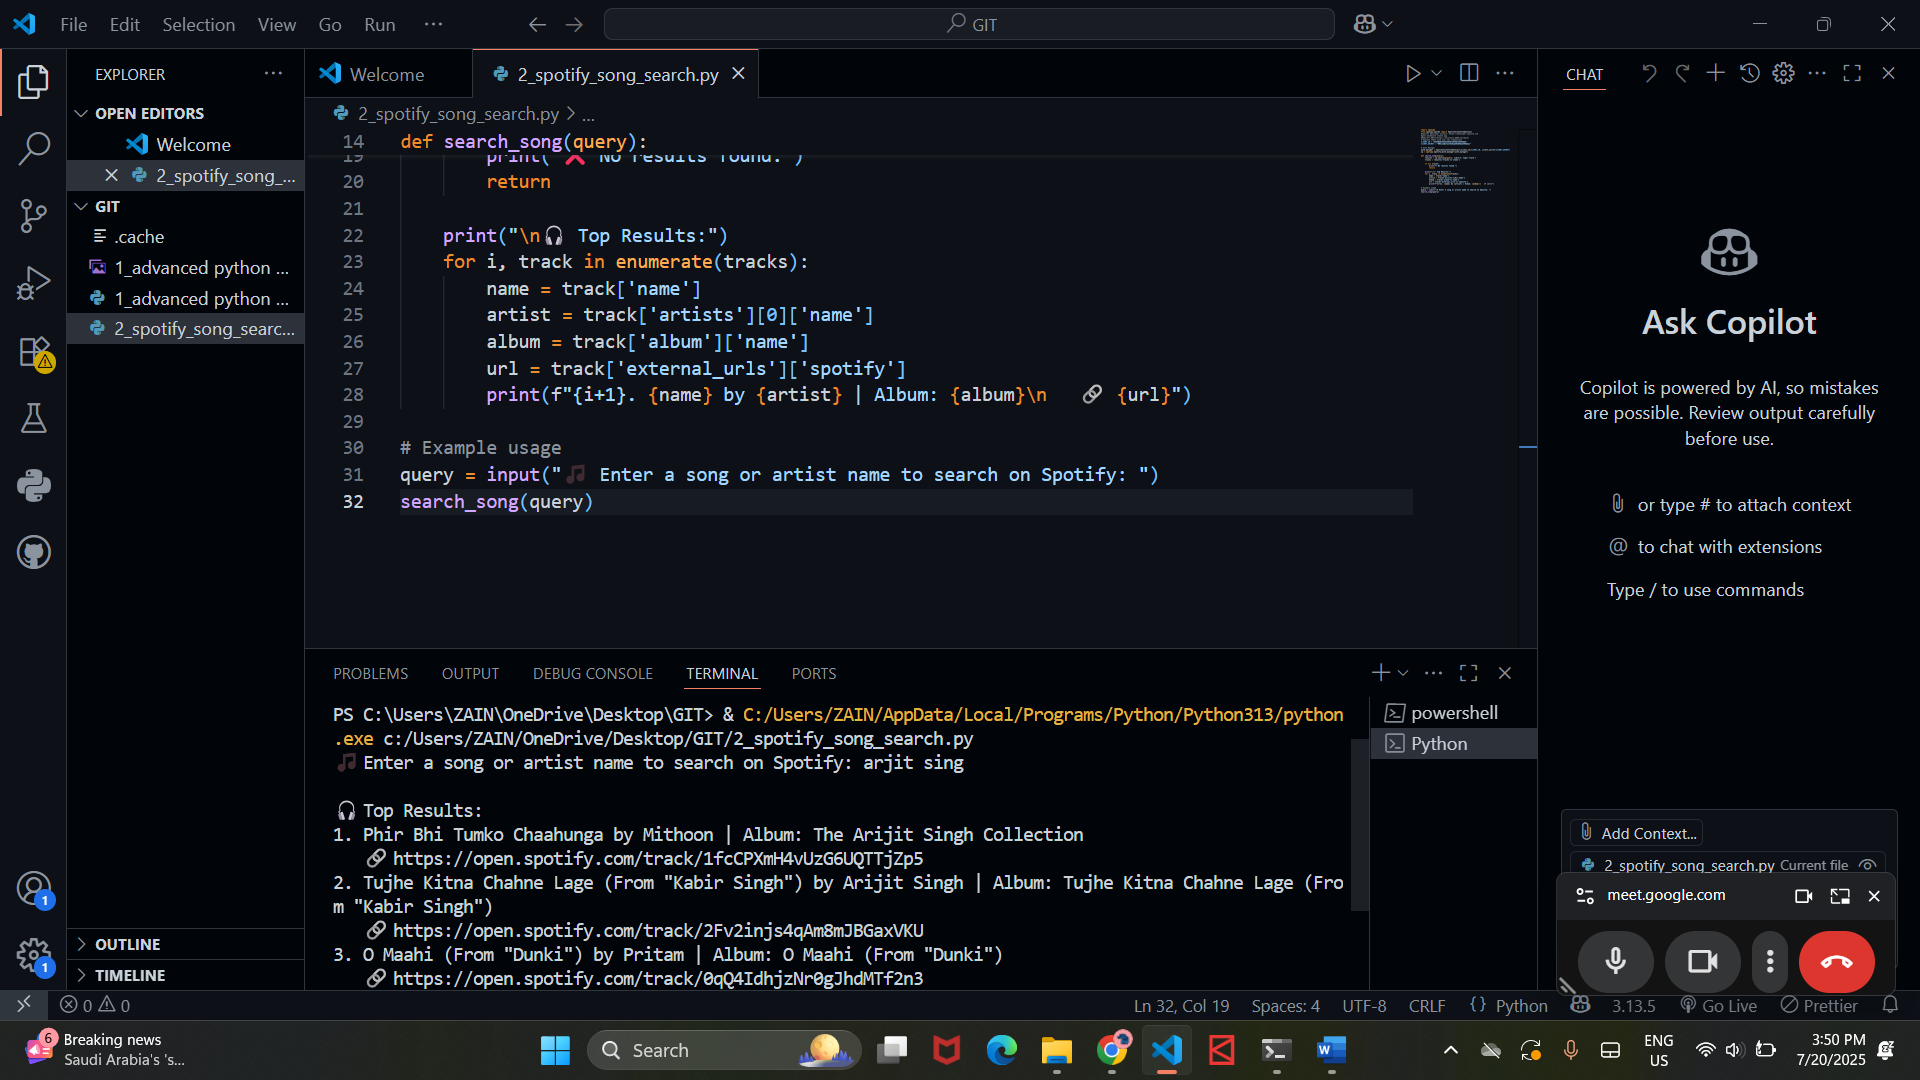 File Edit Selection View Go Run ···
GIT
EXPLORER
OPEN EDITORS
Welcome
2_spotify_song_...
GIT
.cache
1_advanced python ...
1_advanced python ...
2_spotify_song_searc...
OUTLINE
TIMELINE
Welcome
2_spotify_song_search.py
2_spotify_song_search.py > ...
14 def search_song(query):
19 print("❌ No results found.")
20 return
21
22 print("\n🎧 Top Results:")
23 for i, track in enumerate(tracks):
24 name = track['name']
25 artist = track['artists'][0]['name']
26 album = track['album']['name']
27 url = track['external_urls']['spotify']
28 print(f"{i+1}. {name} by {artist} | Album: {album}\n   🔗 {url}")
29
30 # Example usage
31 query = input("🎵 Enter a song or artist name to search on Spotify: ")
32 search_song(query)
PROBLEMS OUTPUT DEBUG CONSOLE TERMINAL PORTS
PS C:\Users\ZAIN\OneDrive\Desktop\GIT> & C:/Users/ZAIN/AppData/Local/Programs/Python/Python313/python
.exe c:/Users/ZAIN/OneDrive/Desktop/GIT/2_spotify_song_search.py
🎵 Enter a song or artist name to search on Spotify: arjit sing
🎧 Top Results:
1. Phir Bhi Tumko Chaahunga by Mithoon | Album: The Arijit Singh Collection
🔗 https://open.spotify.com/track/1fcCPXmH4vUzG6UQTTjZp5
2. Tujhe Kitna Chahne Lage (From "Kabir Singh") by Arijit Singh | Album: Tujhe Kitna Chahne Lage (Fro
m "Kabir Singh")
🔗 https://open.spotify.com/track/2Fv2injs4qAm8mJBGaxVKU
3. O Maahi (From "Dunki") by Pritam | Album: O Maahi (From "Dunki")
🔗 https://open.spotify.com/track/0qQ4IdhjzNr0gJhdMTf2n3
powershell
Python
CHAT
Ask Copilot
Copilot is powered by AI, so mistakes
are possible. Review output carefully
before use.
or type # to attach context
@ to chat with extensions
Type / to use commands
Add Context...
2_spotify_song_search.py Current file
meet.google.com
1
1
0 0
Ln 32, Col 19 Spaces: 4 UTF-8 CRLF {} Python 3.13.5 Go Live Prettier
6
Breaking news
Saudi Arabia's 's...
Search
ENG
US
3:50 PM
7/20/2025